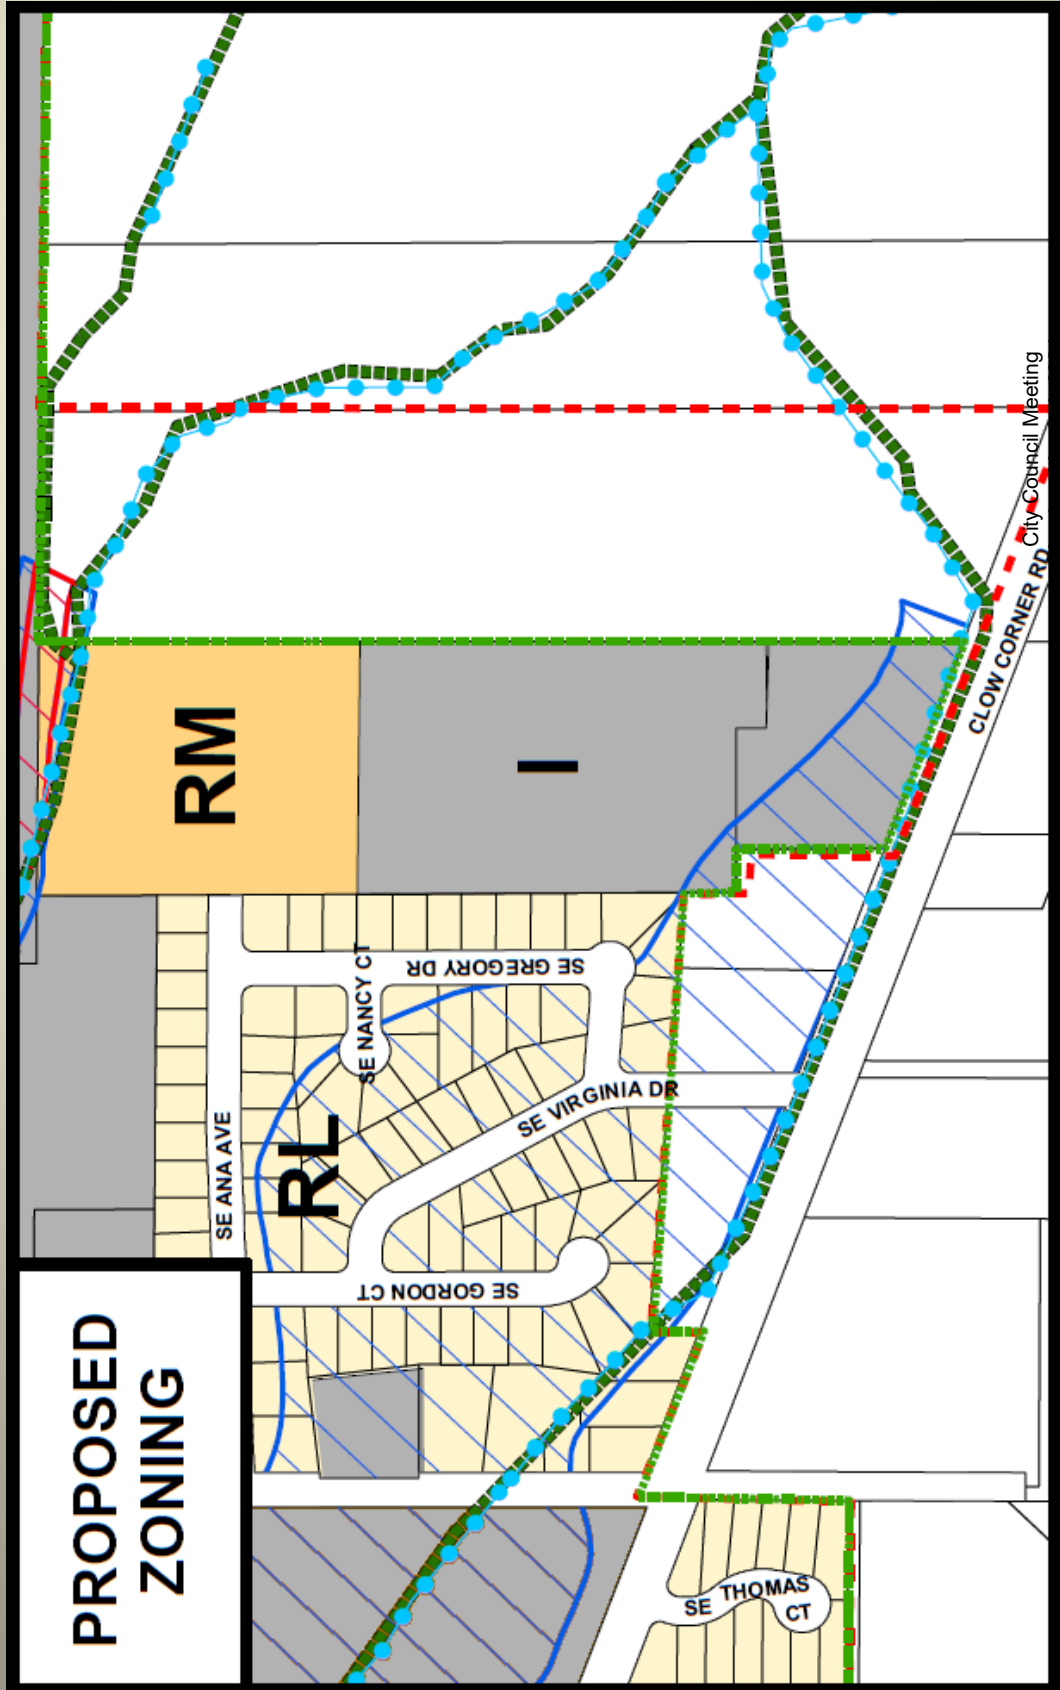 PROPOSED
ZONING
RM
I
RL
SE ANA AVE
SE NANCY CT
SE GREGORY DR
SE VIRGINIA DR
SE GORDON CT
SE THOMAS
CT
CLOW CORNER RD
City Council Meeting